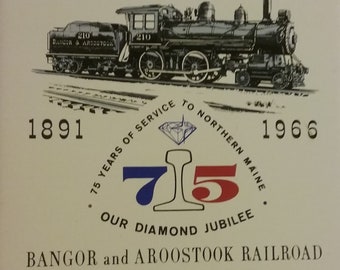 210
BANGOR & AROOSTOOK
210
1891 1966
75 YEARS OF SERVICE TO NORTHERN MAINE
75
• OUR DIAMOND JUBILEE •
BANGOR and AROOSTOOK RAILROAD